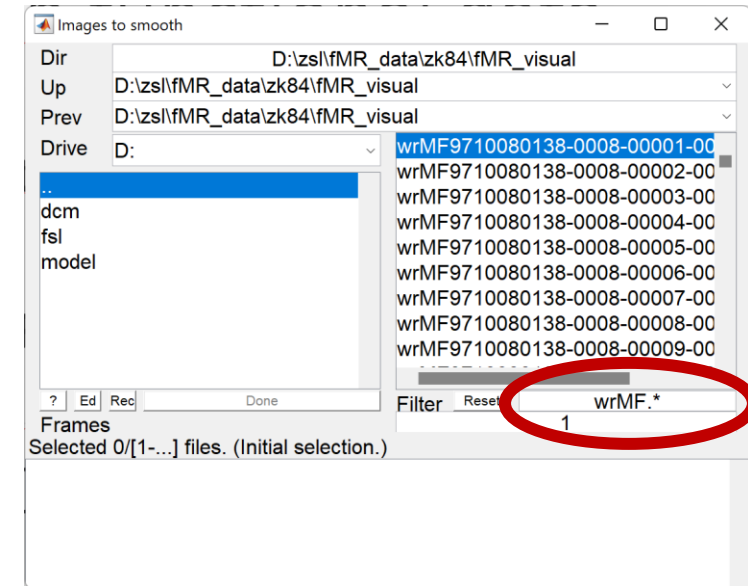 Images to smooth
Dir D:\zsl\fMR_data\zk84\fMR_visual
Up D:\zsl\fMR_data\zk84\fMR_visual
Prev D:\zsl\fMR_data\zk84\fMR_visual
Drive D:
..
dcm
fsl
model
wrMF9710080138-0008-00001-00
wrMF9710080138-0008-00002-00
wrMF9710080138-0008-00003-00
wrMF9710080138-0008-00004-00
wrMF9710080138-0008-00005-00
wrMF9710080138-0008-00006-00
wrMF9710080138-0008-00007-00
wrMF9710080138-0008-00008-00
wrMF9710080138-0008-00009-00
? Ed Rec Done
Filter Reset wrMF.*
Frames 1
Selected 0/[1-...] files. (Initial selection.)